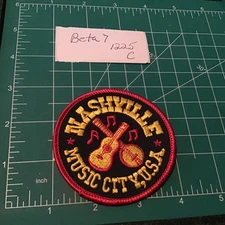 Beta 7
1225
C
NASHVILLE
MUSIC CITY, U.S.A.